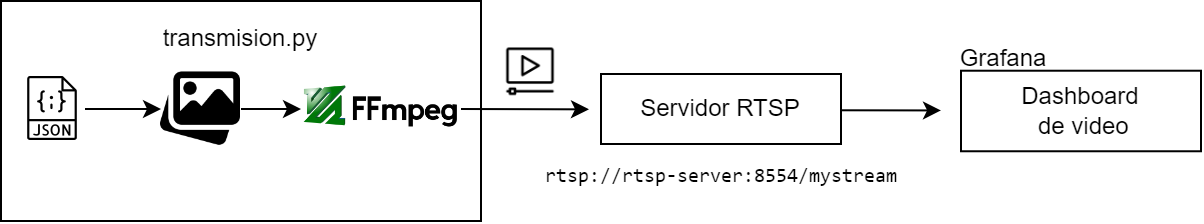 transmision.py
{;}
JSON
FFmpeg
Servidor RTSP
rtsp://rtsp-server:8554/mystream
Grafana
Dashboard
de video